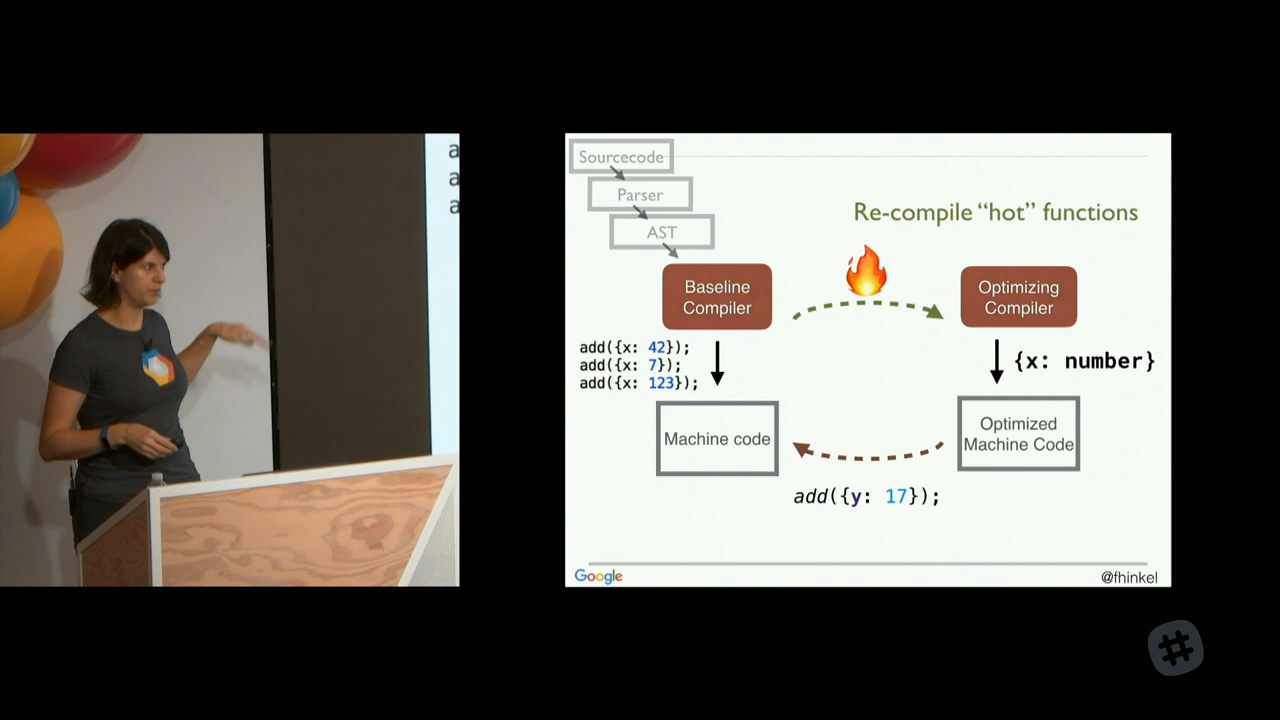 a
a
a
Sourcecode
Parser
AST
Re-compile “hot” functions
Baseline
Compiler
Optimizing
Compiler
add({x: 42});
add({x: 7});
add({x: 123});
{x: number}
Machine code
Optimized
Machine Code
add({y: 17});
Google
@fhinkel